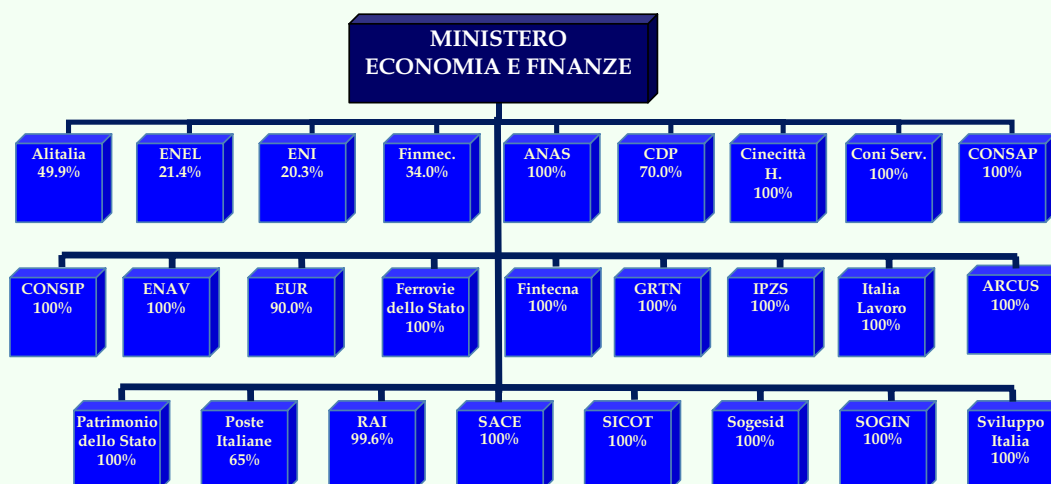 MINISTERO
ECONOMIA E FINANZE
Alitalia
49.9%
ENEL
21.4%
ENI
20.3%
Finmec.
34.0%
ANAS
100%
CDP
70.0%
Cinecittà
H.
100%
Coni Serv.
100%
CONSAP
100%
CONSIP
100%
ENAV
100%
EUR
90.0%
Ferrovie
dello Stato
100%
Fintecna
100%
GRTN
100%
IPZS
100%
Italia
Lavoro
100%
ARCUS
100%
Patrimonio
dello Stato
100%
Poste
Italiane
65%
RAI
99.6%
SACE
100%
SICOT
100%
Sogesid
100%
SOGIN
100%
Sviluppo
Italia
100%